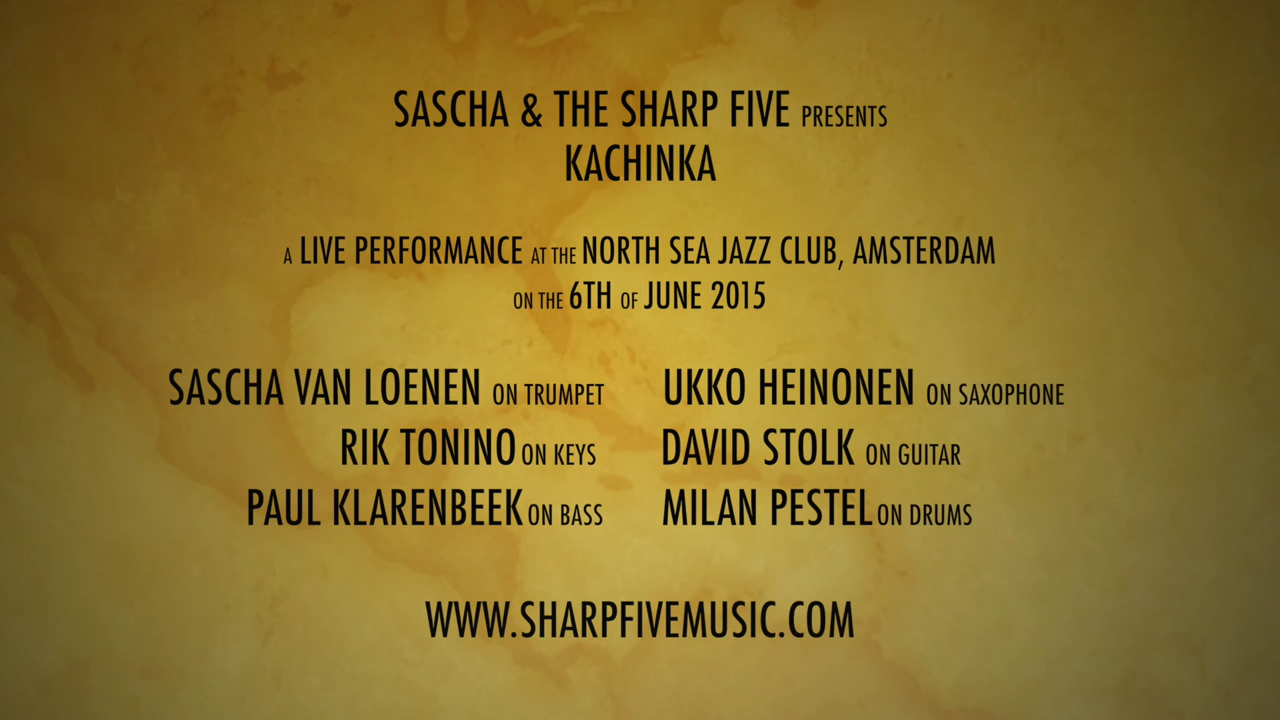 SASCHA & THE SHARP FIVE PRESENTS
KACHINKA
A LIVE PERFORMANCE AT THE NORTH SEA JAZZ CLUB, AMSTERDAM
ON THE 6TH OF JUNE 2015
SASCHA VAN LOENEN ON TRUMPET
RIK TONINO ON KEYS
PAUL KLARENBEEK ON BASS
UKKO HEINONEN ON SAXOPHONE
DAVID STOLK ON GUITAR
MILAN PESTEL ON DRUMS
WWW.SHARPFIVEMUSIC.COM